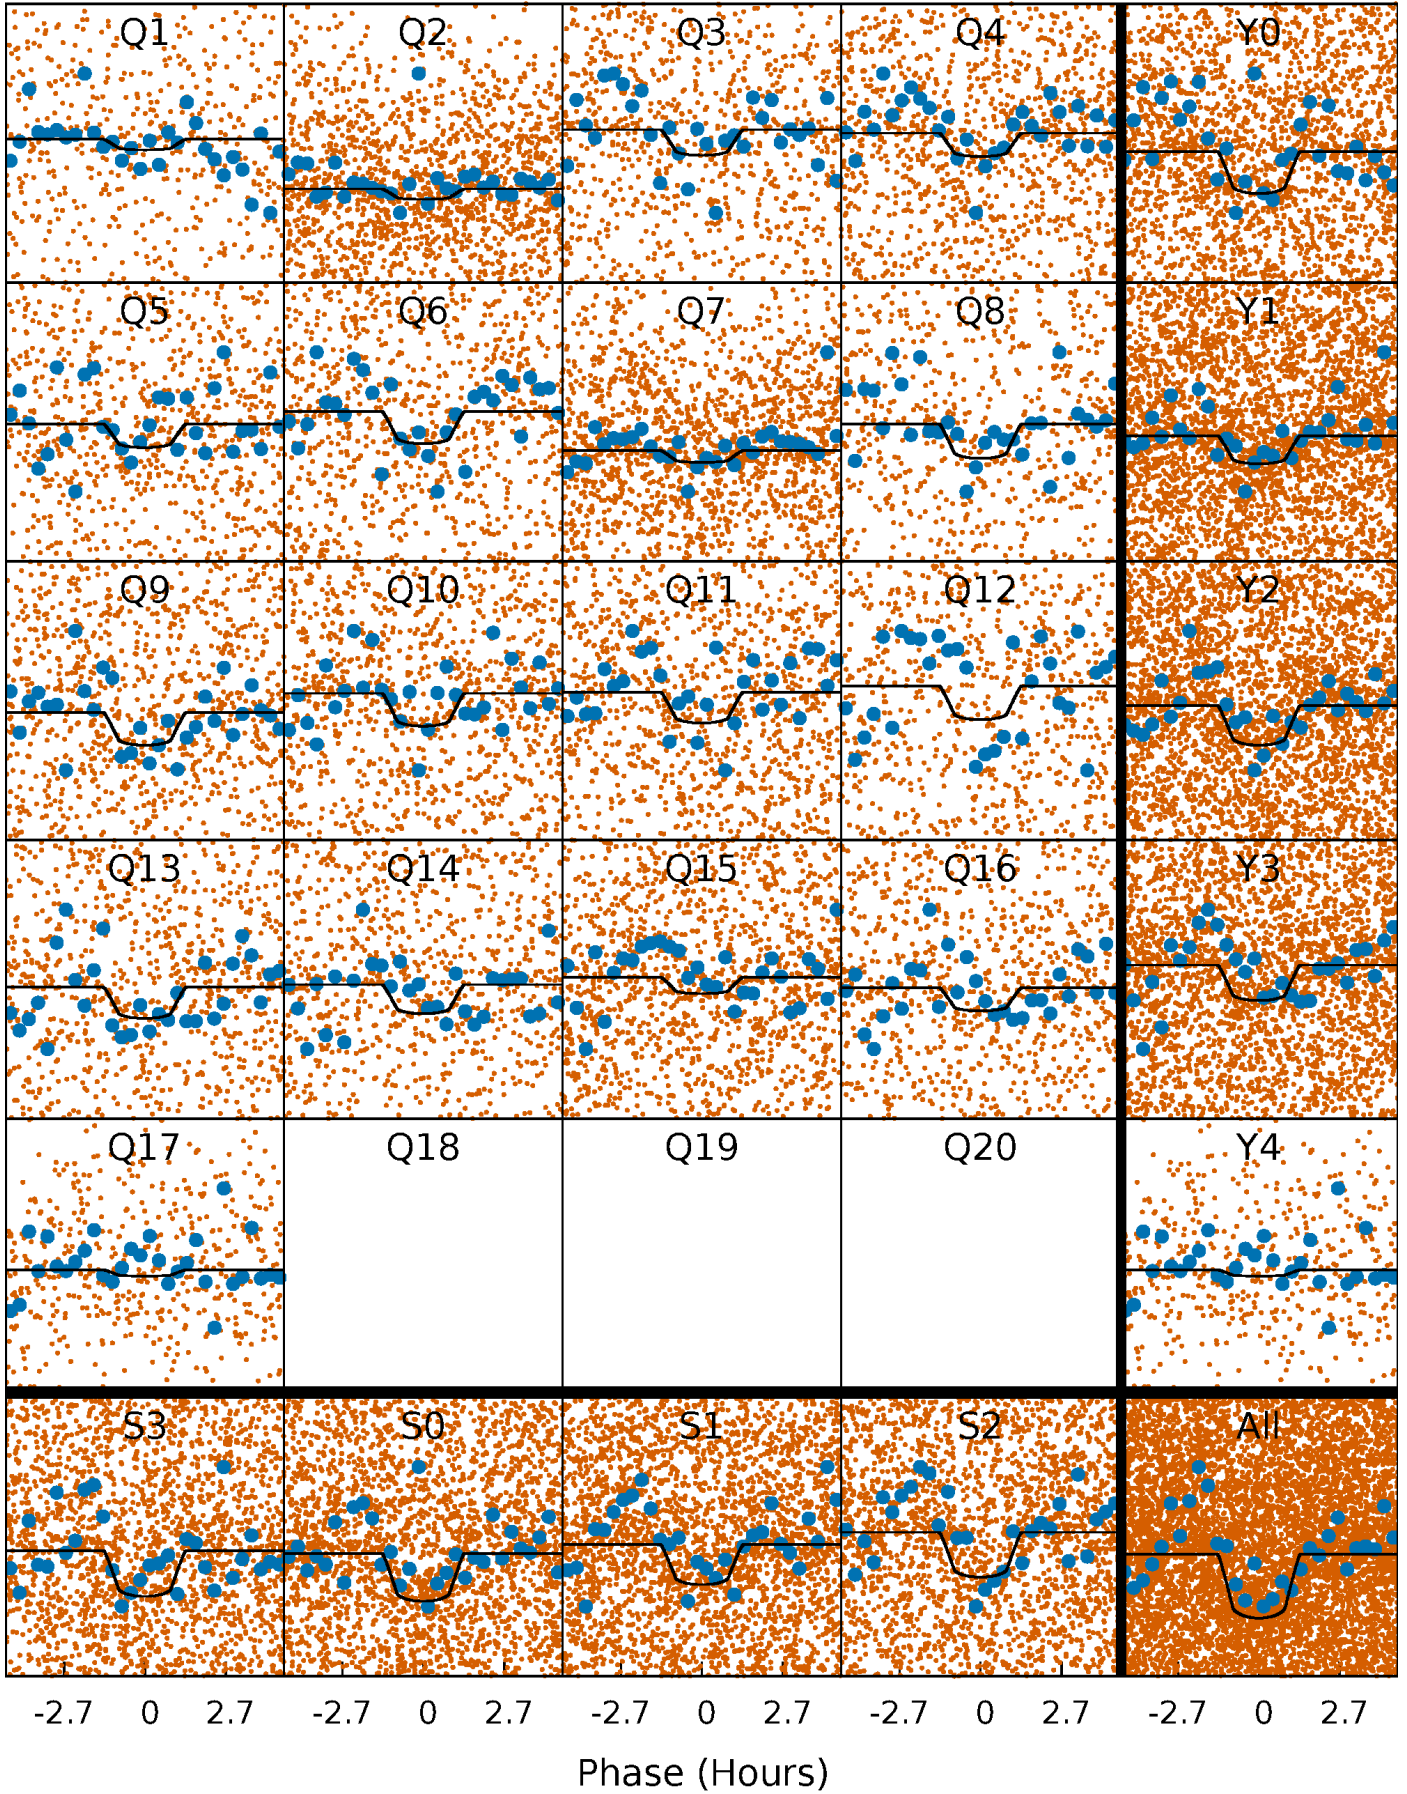 Q1 Q2 Q3 Q4 Y0
Q5 Q6 Q7 Q8 Y1
Q9 Q10 Q11 Q12 Y2
Q13 Q14 Q15 Q16 Y3
Q17 Q18 Q19 Q20 Y4
S3 S0 S1 S2 All
-2.7 0 2.7 -2.7 0 2.7 -2.7 0 2.7 -2.7 0 2.7 -2.7 0 2.7
Phase (Hours)